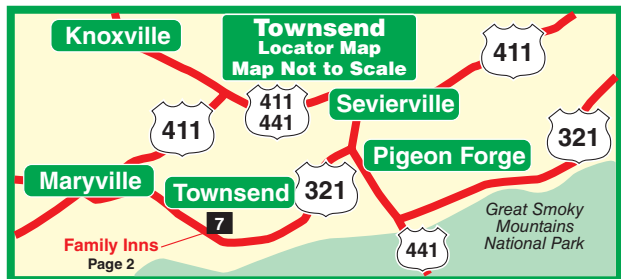 Knoxville
Townsend
Locator Map
Map Not to Scale
411
411
441
Sevierville
411
321
Pigeon Forge
Maryville
Townsend
321
7
Family Inns
Page 2
441
Great Smoky
Mountains
National Park